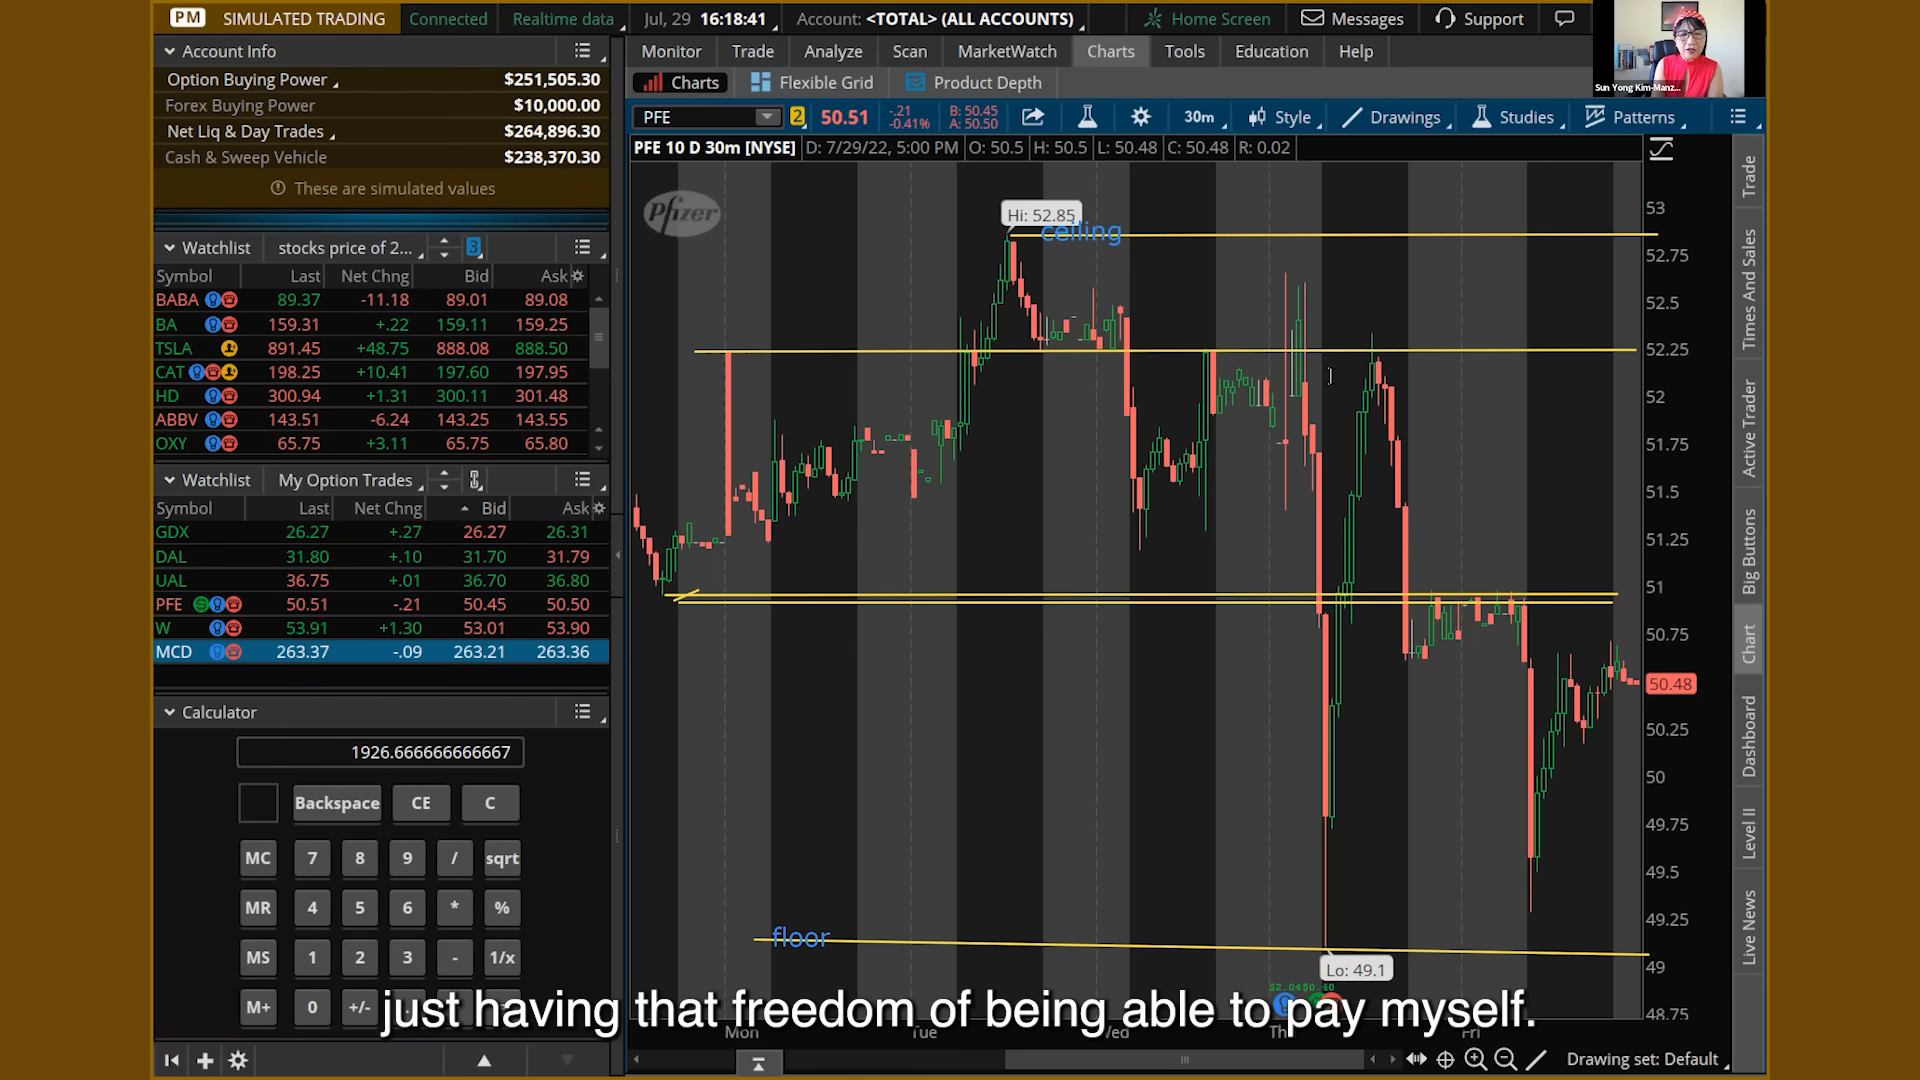 PM SIMULATED TRADING Connected Realtime data Jul, 29 16:18:41 Account: <TOTAL> (ALL ACCOUNTS) Home Screen Messages Support
Sun Yong Kim-Manz...
Account Info
Option Buying Power $251,505.30
Forex Buying Power $10,000.00
Net Liq & Day Trades $264,896.30
Cash & Sweep Vehicle $238,370.30
These are simulated values
Watchlist stocks price of 2... 3
Symbol Last Net Chng Bid Ask
BABA 89.37 -11.18 89.01 89.08
BA 159.31 +.22 159.11 159.25
TSLA 891.45 +48.75 888.08 888.50
CAT 198.25 +10.41 197.60 197.95
HD 300.94 +1.31 300.11 301.48
ABBV 143.51 -6.24 143.25 143.55
OXY 65.75 +3.11 65.75 65.80
Watchlist My Option Trades
Symbol Last Net Chng Bid Ask
GDX 26.27 +.27 26.27 26.31
DAL 31.80 +.10 31.70 31.79
UAL 36.75 +.01 36.70 36.80
PFE 50.51 -.21 50.45 50.50
W 53.91 +1.30 53.01 53.90
MCD 263.37 -.09 263.21 263.36
Calculator
1926.666666666667
Backspace CE C
MC 7 8 9 / sqrt
MR 4 5 6 * %
MS 1 2 3 - 1/x
M+ 0 +/-
Monitor Trade Analyze Scan MarketWatch Charts Tools Education Help
Charts Flexible Grid Product Depth
PFE 2 50.51 -.21 -0.41% B: 50.45 A: 50.50 30m Style Drawings Studies Patterns
PFE 10 D 30m [NYSE] D: 7/29/22, 5:00 PM O: 50.5 H: 50.5 L: 50.48 C: 50.48 R: 0.02
Pfizer
Hi: 52.85
ceiling
floor
Lo: 49.1
$2.04 $0.40
53
52.75
52.5
52.25
52
51.75
51.5
51.25
51
50.75
50.48
50.25
50
49.75
49.5
49.25
49
48.75
Mon Tue Wed Thu Fri
Drawing set: Default
Trade
Times And Sales
Active Trader
Big Buttons
Chart
Dashboard
Level II
Live News
just having that freedom of being able to pay myself.